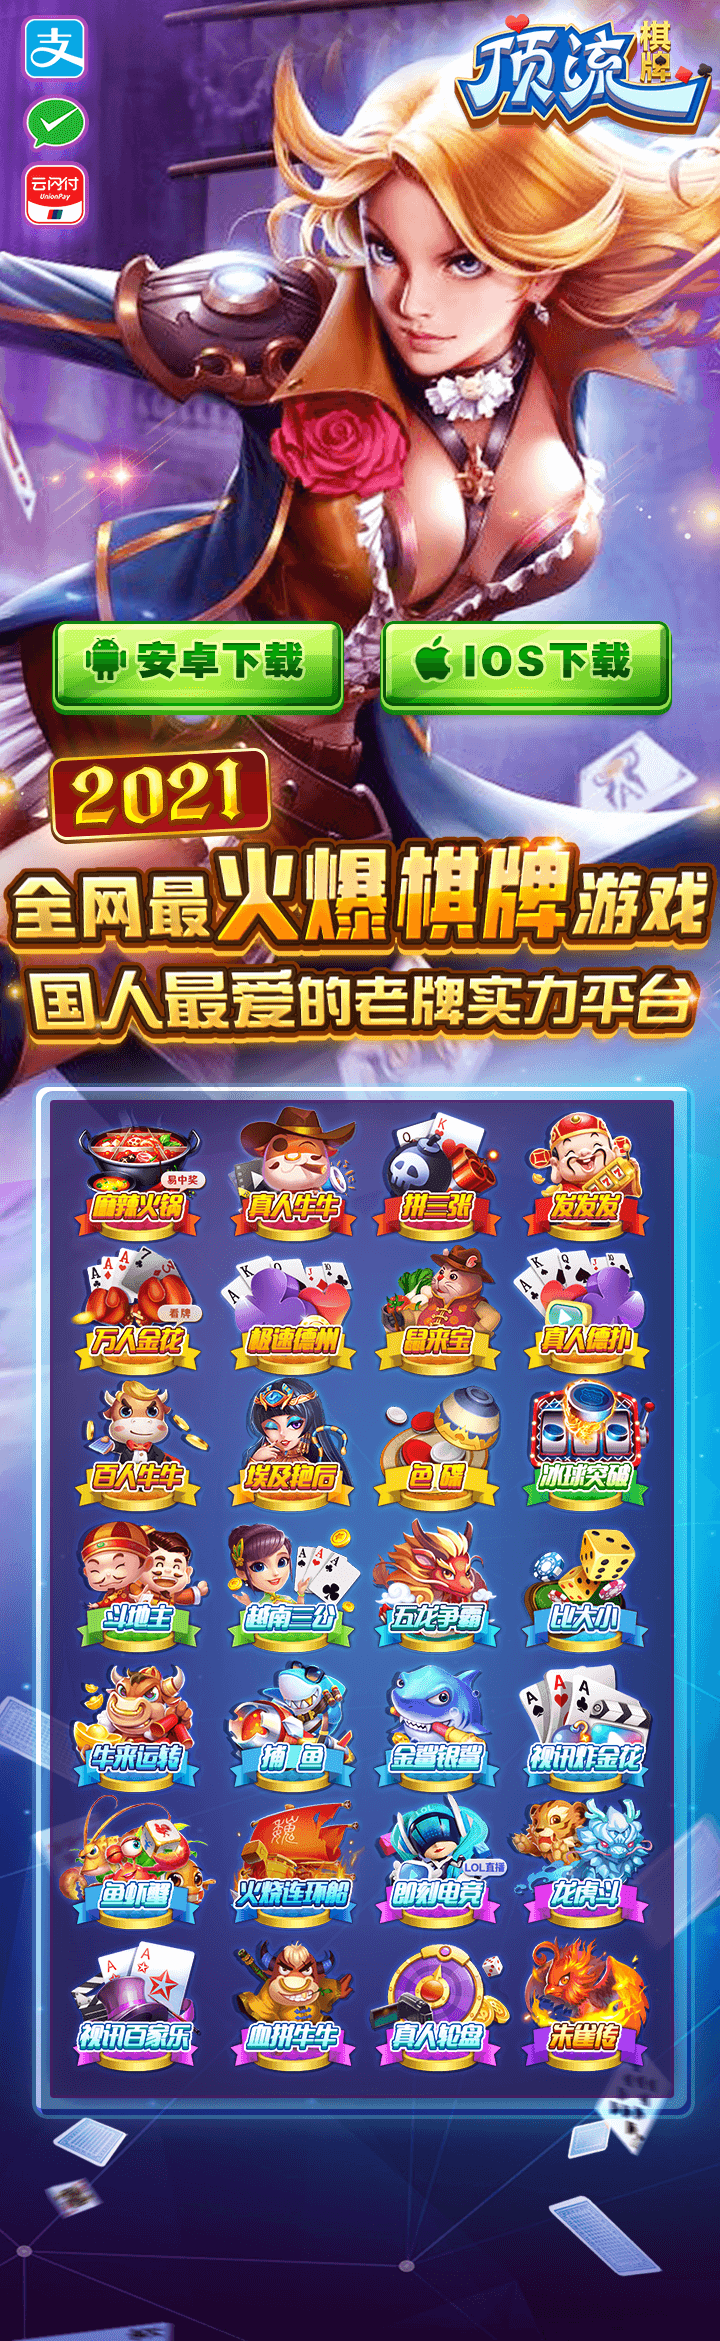 支
顶流
棋牌
云闪付
UnionPay
安卓下载
IOS下载
2021
全网最火爆棋牌游戏
国人最爱的老牌实力平台
易中奖
麻辣火锅
真人牛牛
拼三张
发发发
看牌
万人金花
极速德州
鼠来宝
真人德扑
百人牛牛
埃及艳后
色碟
冰球突破
斗地主
越南三公
五龙争霸
比大小
牛来运转
捕鱼
金鲨银鲨
视讯炸金花
鱼虾蟹
火烧连环船
LOL直播
即刻电竞
龙虎斗
视讯百家乐
血拼牛牛
真人轮盘
朱雀传